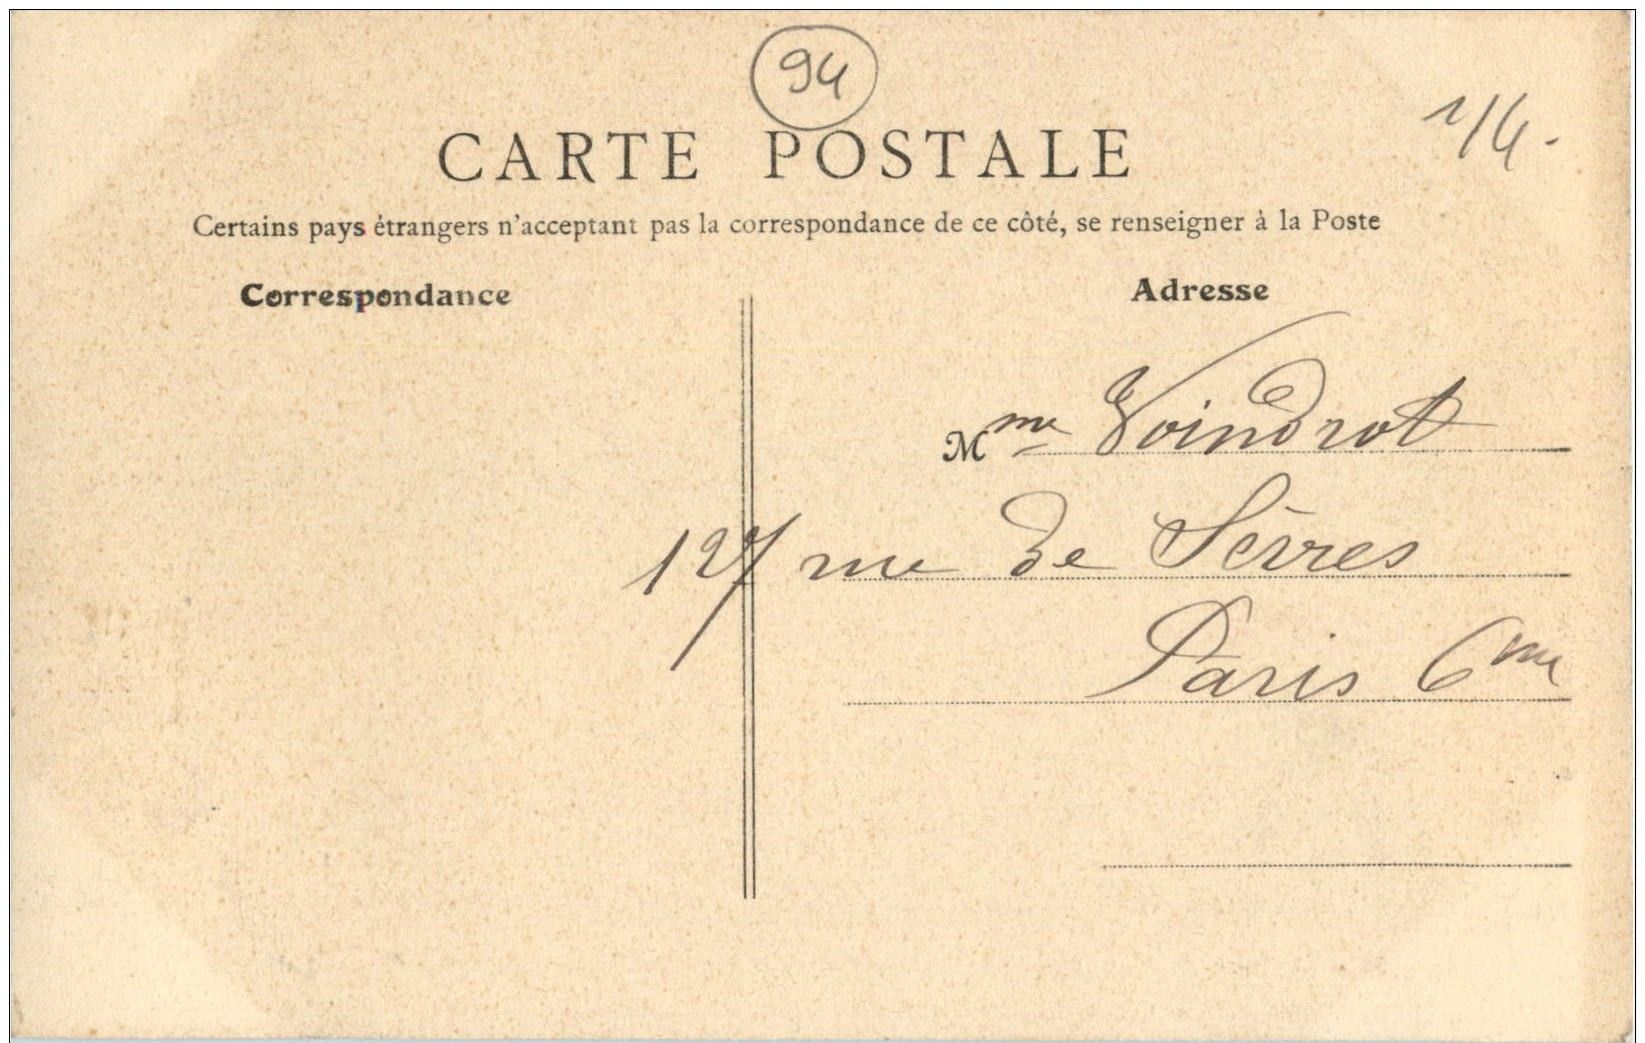 94
1/4.
CARTE POSTALE
Certains pays étrangers n'acceptant pas la correspondance de ce côté, se renseigner à la Poste
Correspondance
Adresse
Mme Voindrot
127 rue de Sèvres
Paris 6me